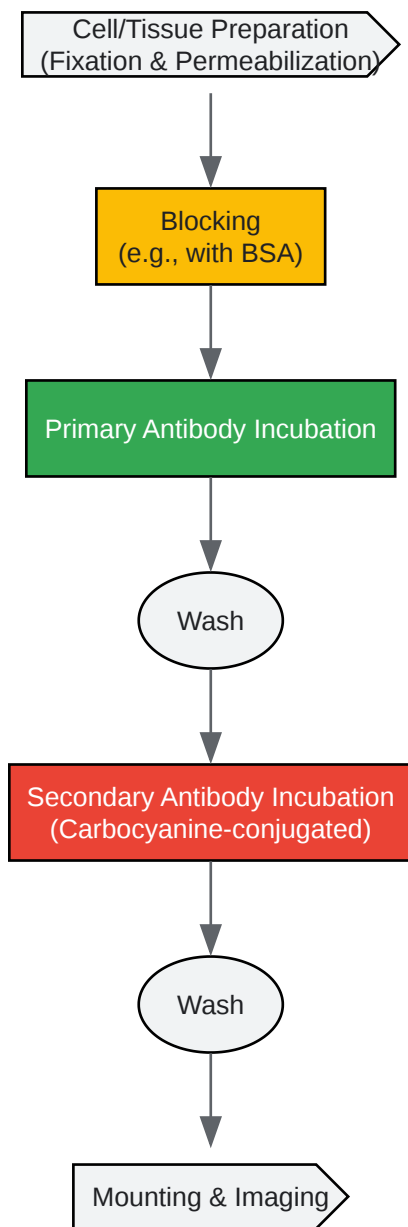 Cell/Tissue Preparation
(Fixation & Permeabilization)
Blocking
(e.g., with BSA)
Primary Antibody Incubation
Wash
Secondary Antibody Incubation
(Carbocyanine-conjugated)
Wash
Mounting & Imaging